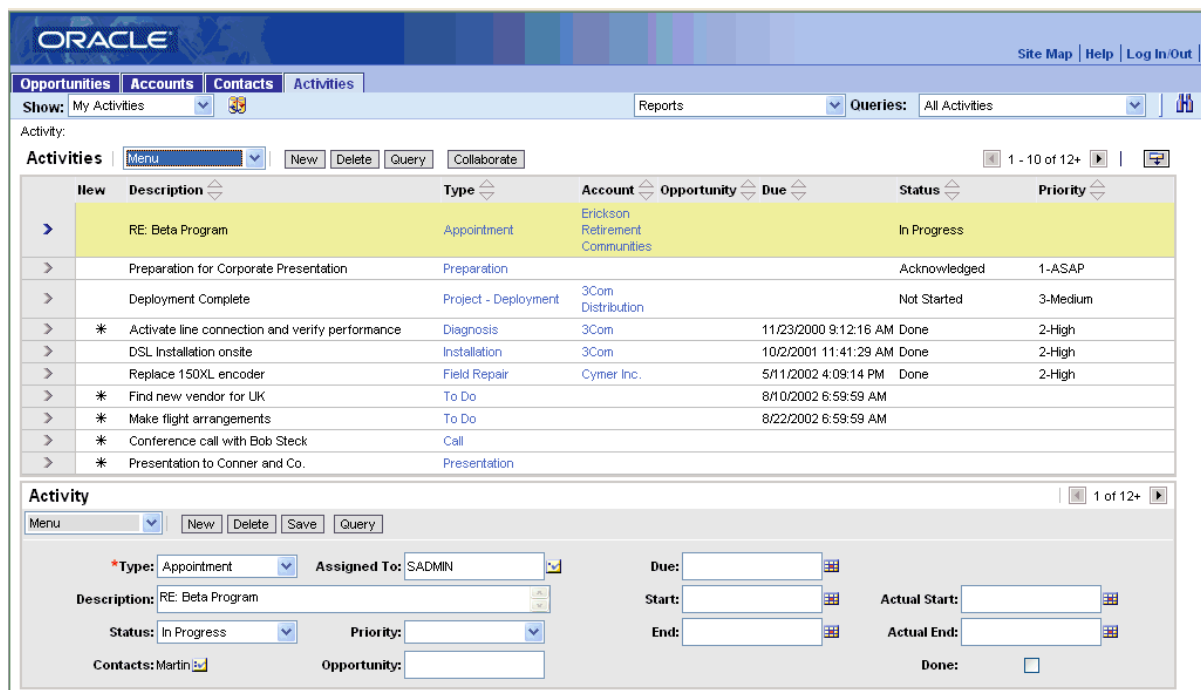 ORACLE
Site Map | Help | Log In/Out |
Opportunities Accounts Contacts Activities
Show: My Activities Reports Queries: All Activities
Activity:
Activities Menu New Delete Query Collaborate 1 - 10 of 12+
New Description Type Account Opportunity Due Status Priority
RE: Beta Program Appointment Erickson Retirement Communities In Progress
Preparation for Corporate Presentation Preparation Acknowledged 1-ASAP
Deployment Complete Project - Deployment 3Com Distribution Not Started 3-Medium
* Activate line connection and verify performance Diagnosis 3Com 11/23/2000 9:12:16 AM Done 2-High
DSL Installation onsite Installation 3Com 10/2/2001 11:41:29 AM Done 2-High
Replace 150XL encoder Field Repair Cymer Inc. 5/11/2002 4:09:14 PM Done 2-High
* Find new vendor for UK To Do 8/10/2002 6:59:59 AM
* Make flight arrangements To Do 8/22/2002 6:59:59 AM
* Conference call with Bob Steck Call
* Presentation to Conner and Co. Presentation
Activity 1 of 12+
Menu New Delete Save Query
*Type: Appointment Assigned To: SADMIN Due:
Description: RE: Beta Program Start: Actual Start:
Status: In Progress Priority: End: Actual End:
Contacts: Martin Opportunity: Done: